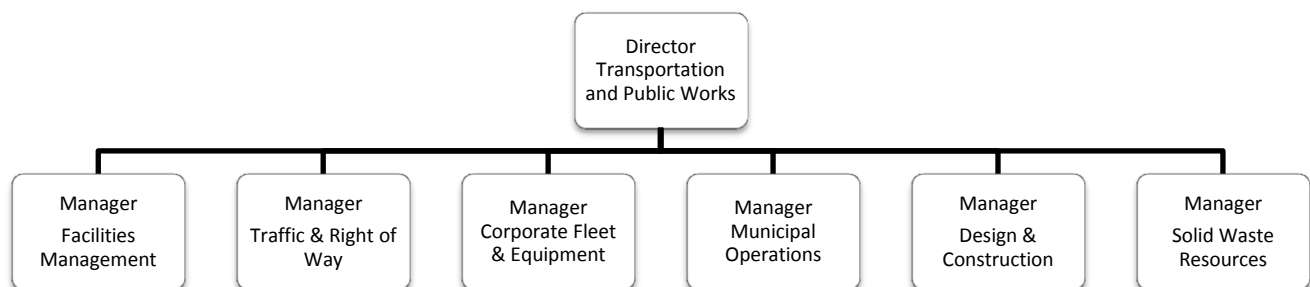 Director
Transportation
and Public Works
Manager
Facilities
Management
Manager
Traffic & Right of
Way
Manager
Corporate Fleet
& Equipment
Manager
Municipal
Operations
Manager
Design &
Construction
Manager
Solid Waste
Resources